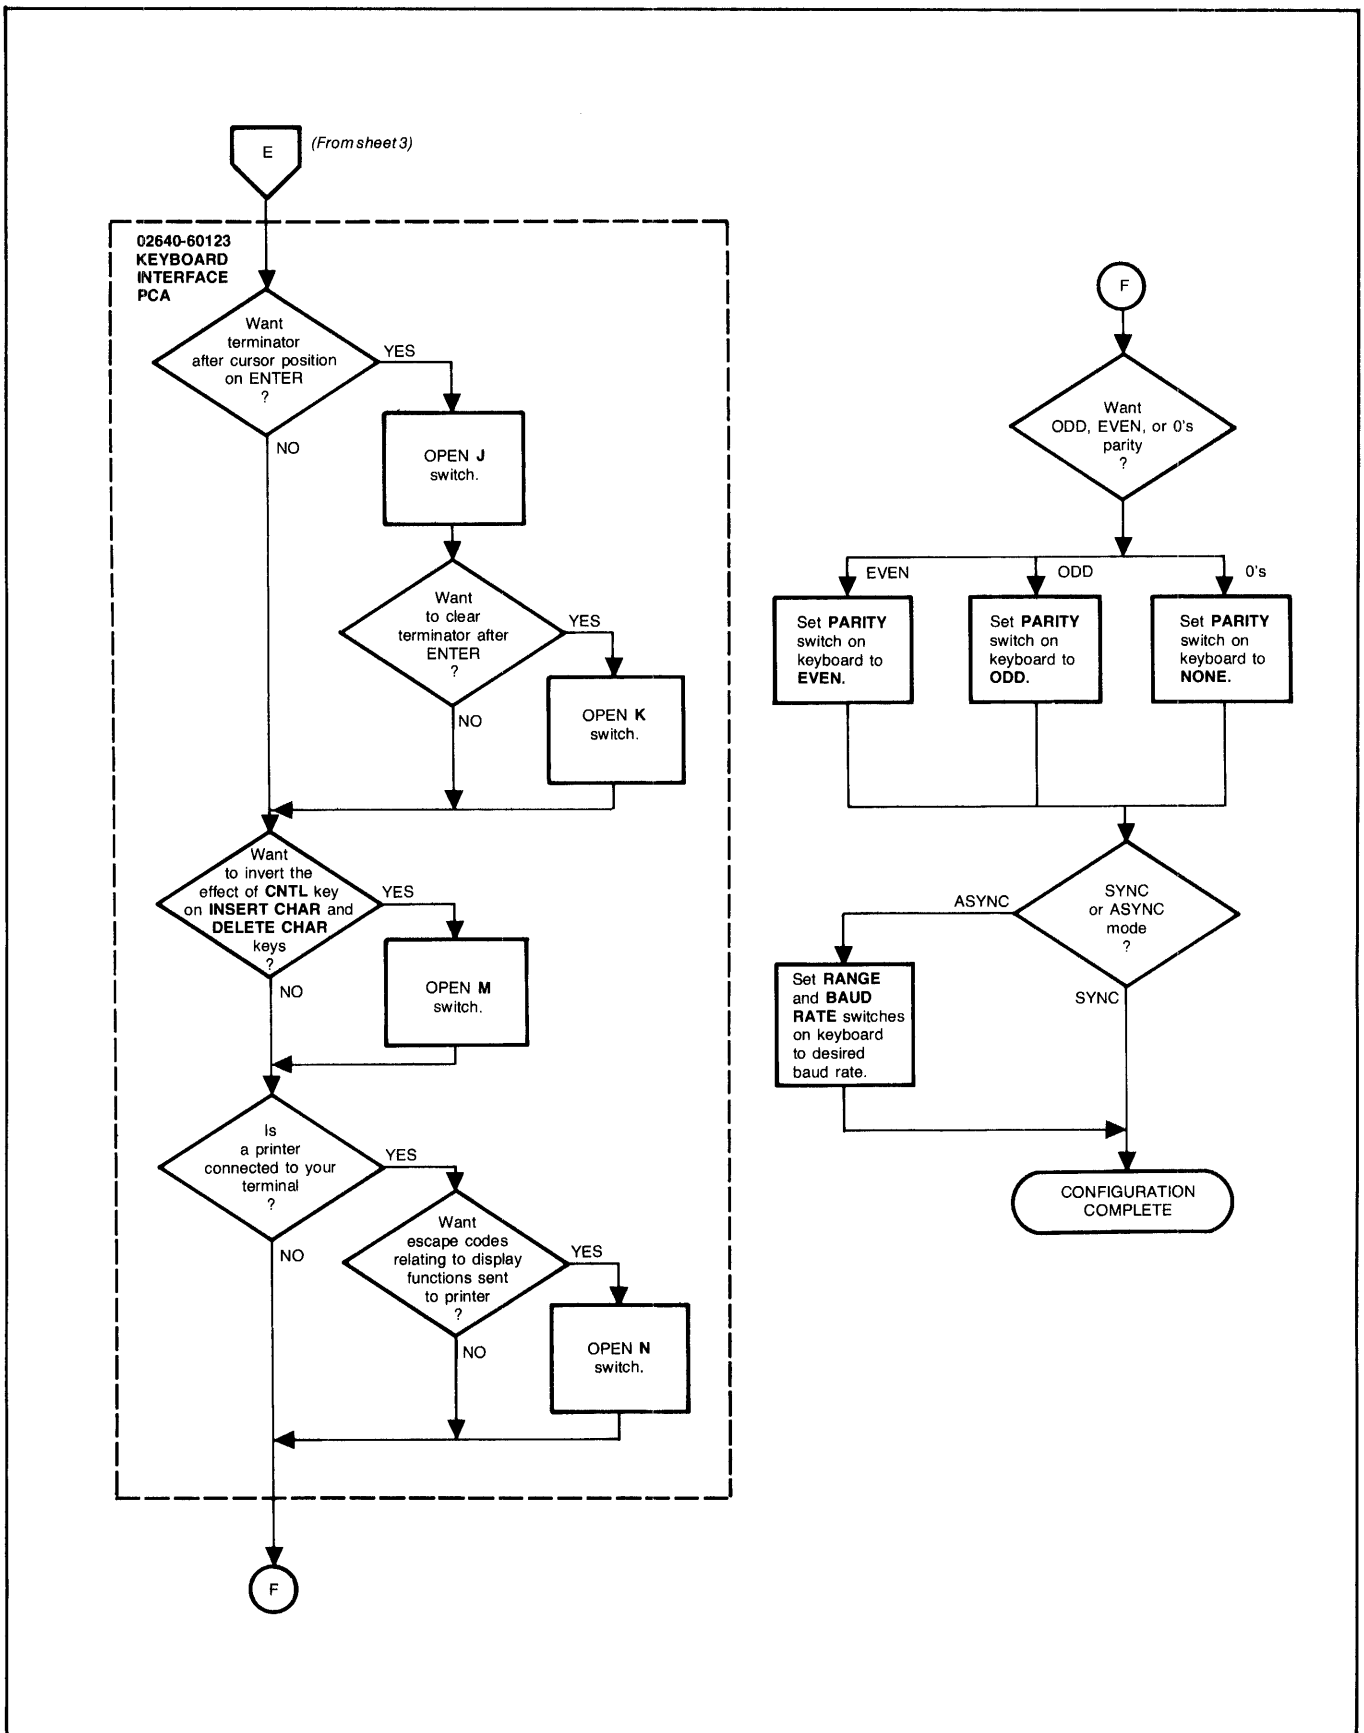 E
(From sheet 3)
02640-60123
KEYBOARD
INTERFACE
PCA
Want
terminator
after cursor position
on ENTER
?
YES
NO
OPEN J
switch.
Want
to clear
terminator after
ENTER
?
YES
NO
OPEN K
switch.
Want
to invert the
effect of CNTL key
on INSERT CHAR and
DELETE CHAR
keys
?
YES
NO
OPEN M
switch.
Is
a printer
connected to your
terminal
?
YES
NO
Want
escape codes
relating to display
functions sent
to printer
?
YES
NO
OPEN N
switch.
F
F
Want
ODD, EVEN, or 0's
parity
?
EVEN
ODD
0's
Set PARITY
switch on
keyboard to
EVEN.
Set PARITY
switch on
keyboard to
ODD.
Set PARITY
switch on
keyboard to
NONE.
SYNC
or ASYNC
mode
?
ASYNC
SYNC
Set RANGE
and BAUD
RATE switches
on keyboard
to desired
baud rate.
CONFIGURATION
COMPLETE